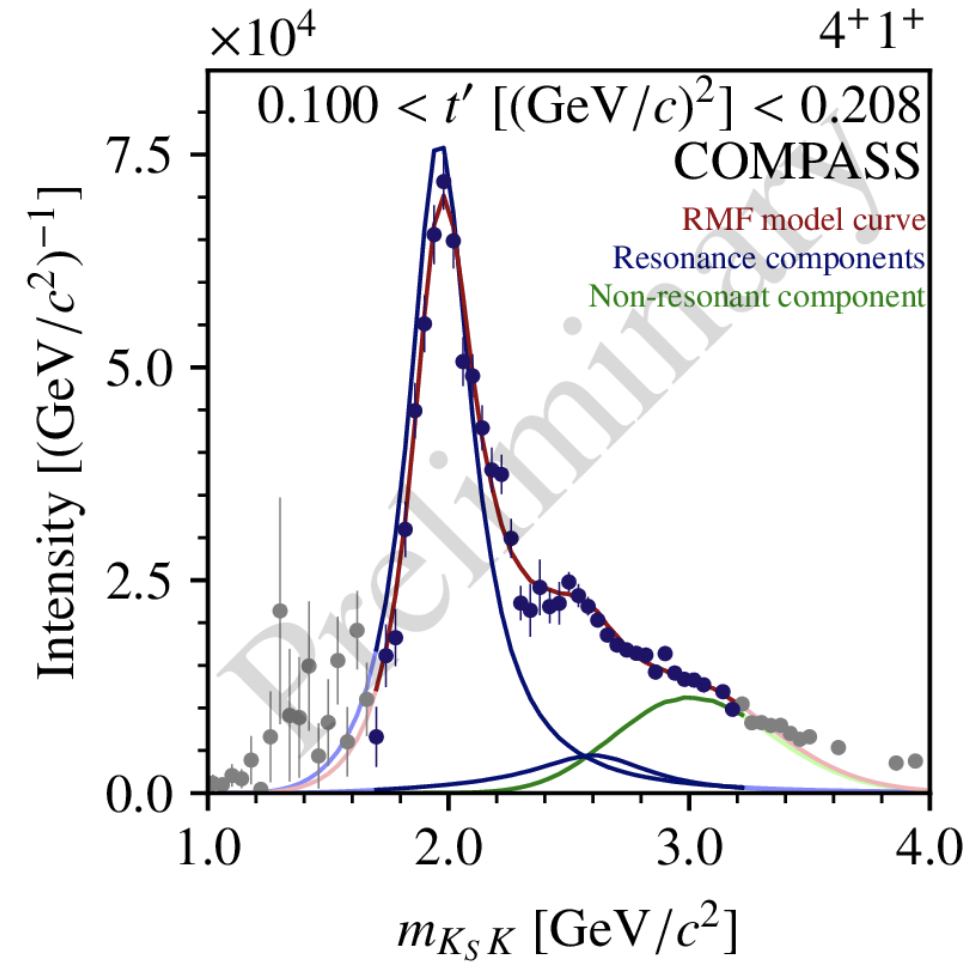 ×10⁴ 4⁺1⁺
0.100 < t′ [(GeV/c)²] < 0.208
COMPASS
RMF model curve
Resonance components
Non-resonant component
Preliminary
Intensity [(GeV/c²)⁻¹]
7.5
5.0
2.5
0.0
1.0 2.0 3.0 4.0
m_{K_S K} [GeV/c²]